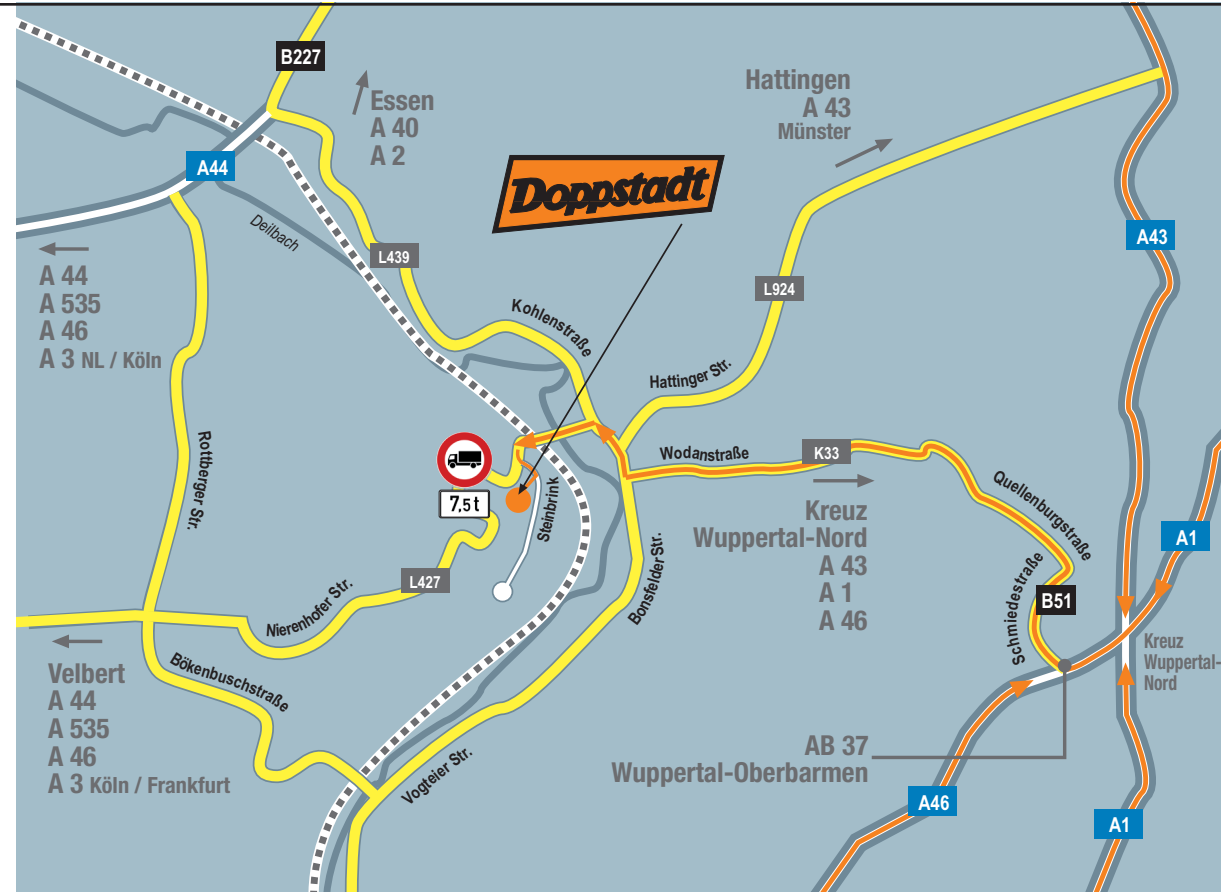 B227
Essen
A 40
A 2
Hattingen
A 43
Münster
A44
Doppstadt
Deilbach
A43
L439
A 44
A 535
A 46
A 3 NL / Köln
L924
Kohlenstraße
Hattinger Str.
Rottberger Str.
Wodanstraße
K33
7,5 t
Steinbrink
Quellenburgstraße
Kreuz
Wuppertal-Nord
A 43
A 1
A 46
A1
Bonsfelder Str.
L427
Schmiedestraße
B51
Nierenhofer Str.
Kreuz
Wuppertal-
Nord
Velbert
A 44
A 535
A 46
A 3 Köln / Frankfurt
Bökenbuschstraße
Vogteier Str.
AB 37
Wuppertal-Oberbarmen
A46
A1